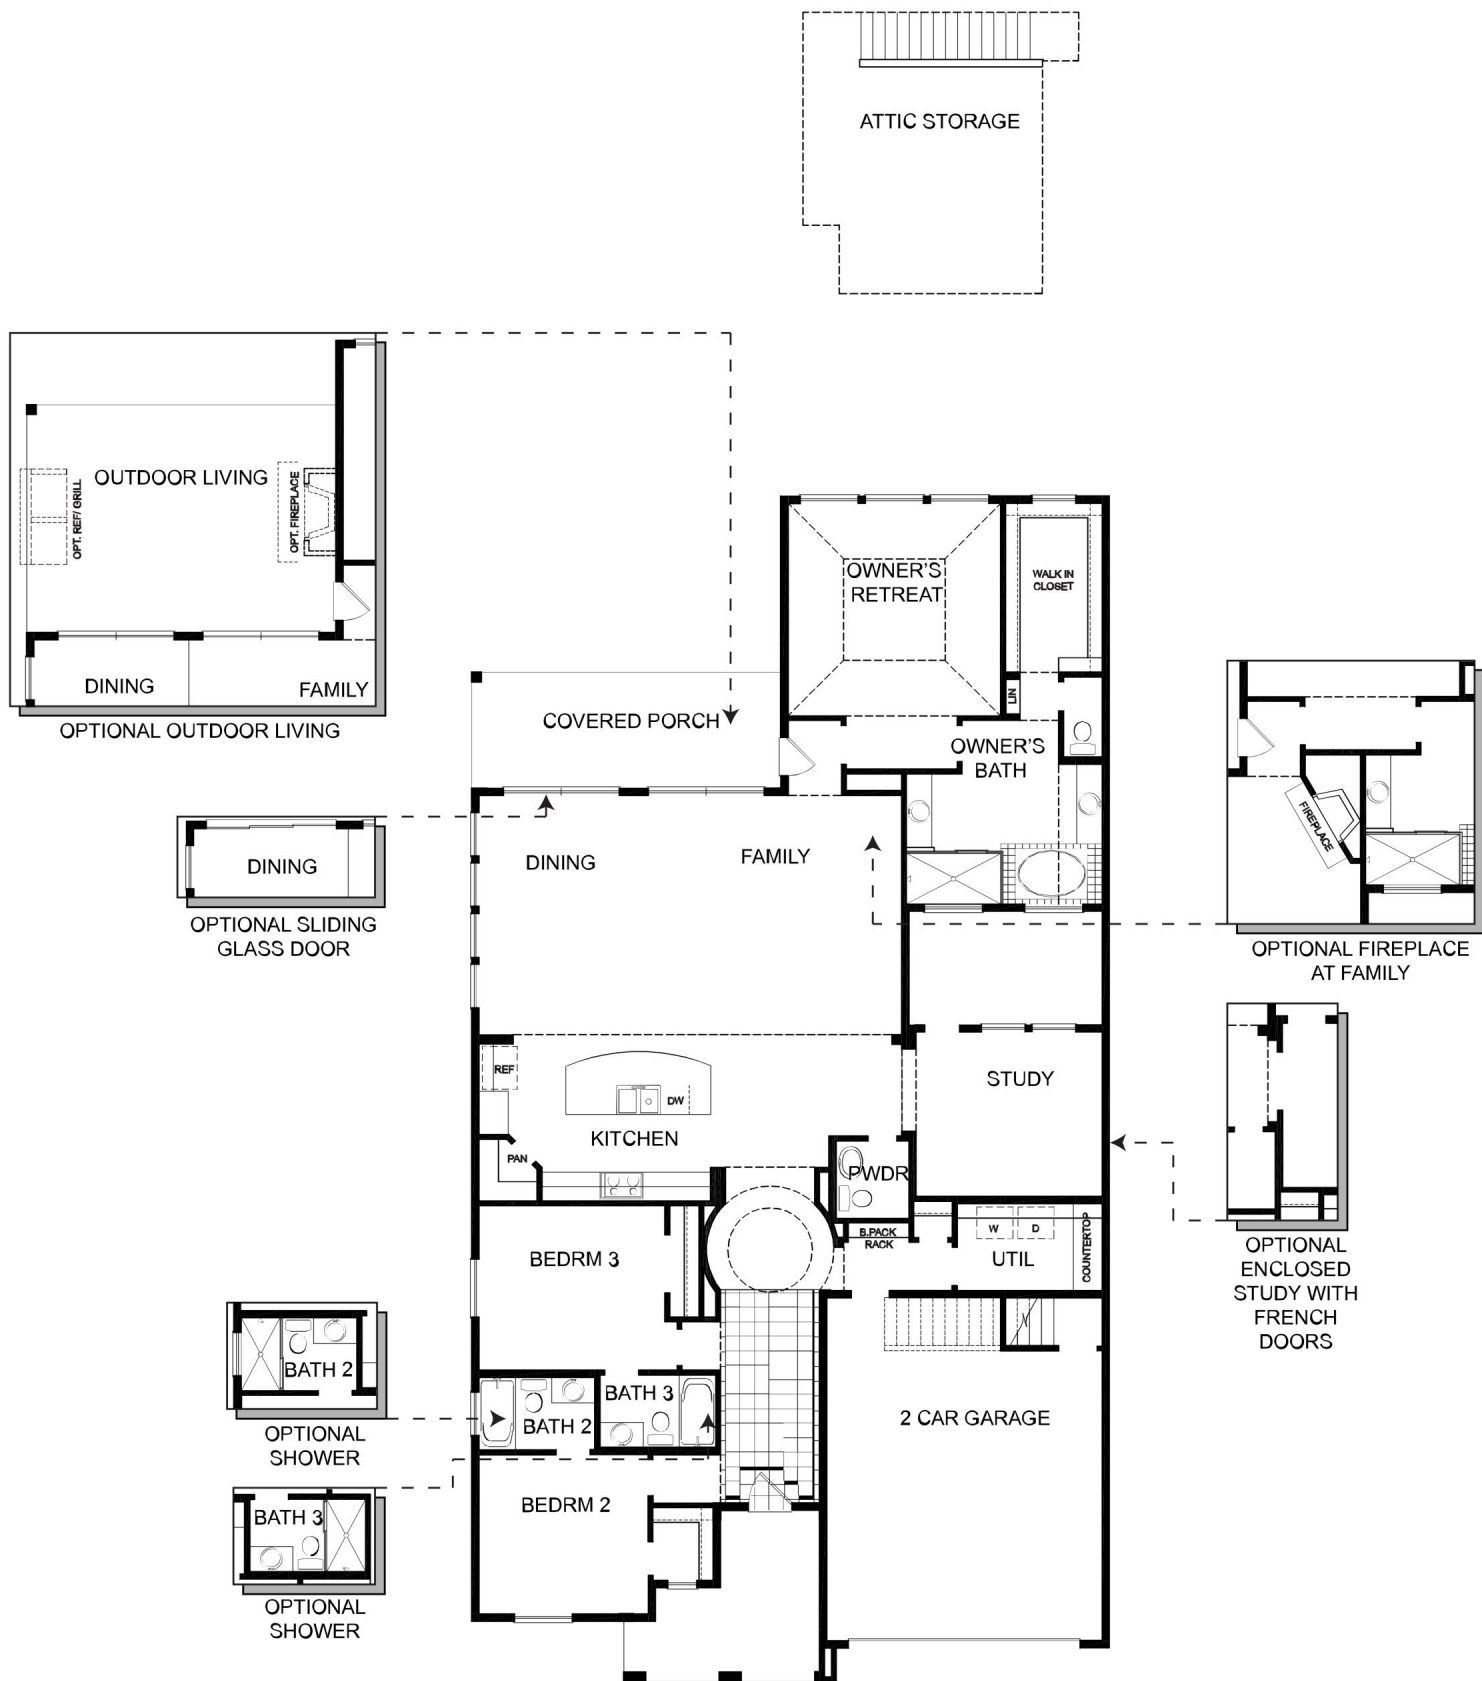 ATTIC STORAGE
OUTDOOR LIVING
OPT. REF/ GRILL
OPT. FIREPLACE
DINING
FAMILY
OPTIONAL OUTDOOR LIVING
DINING
OPTIONAL SLIDING
GLASS DOOR
OWNER'S
RETREAT
WALK IN
CLOSET
LIN
COVERED PORCH
OWNER'S
BATH
DINING
FAMILY
FIREPLACE
OPTIONAL FIREPLACE
AT FAMILY
REF
DW
KITCHEN
PAN
STUDY
PWDR
B.PACK
RACK
W
D
UTIL
COUNTERTOP
OPTIONAL
ENCLOSED
STUDY WITH
FRENCH
DOORS
BEDRM 3
BATH 2
OPTIONAL
SHOWER
BATH 3
BATH 2
2 CAR GARAGE
BEDRM 2
BATH 3
OPTIONAL
SHOWER